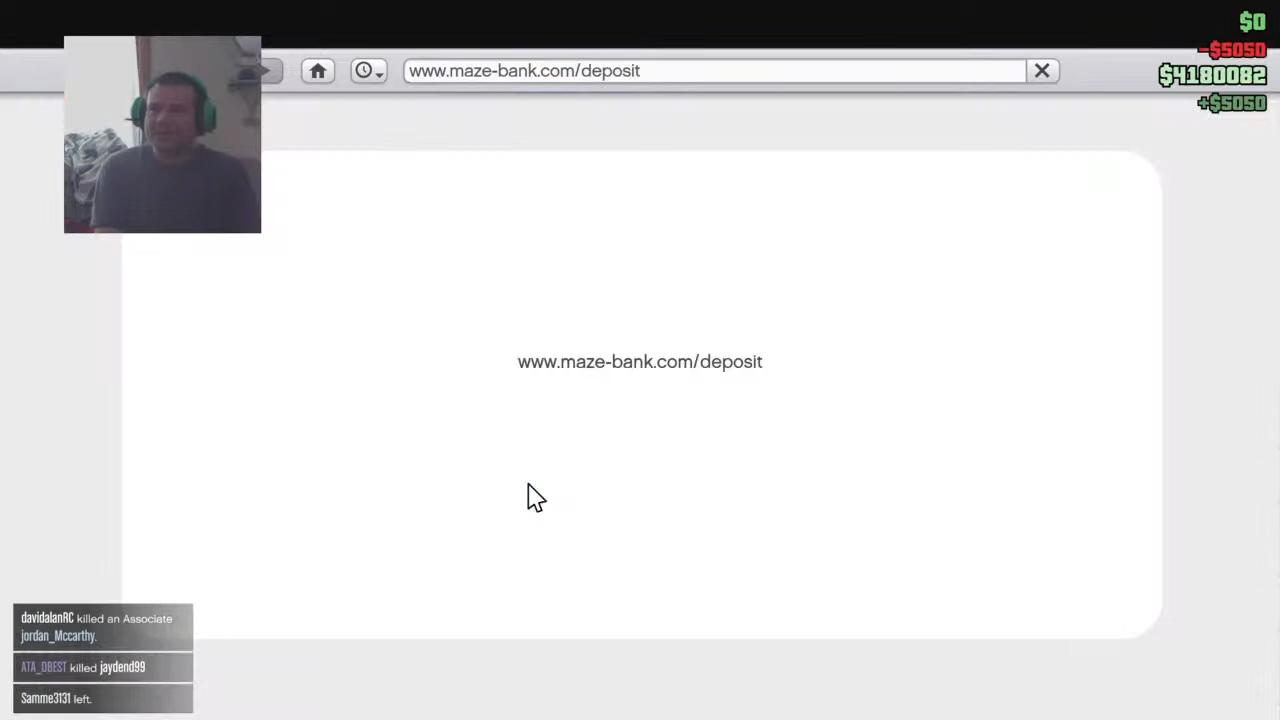 $0
-$5050
www.maze-bank.com/deposit
$4180082
+$5050
www.maze-bank.com/deposit
davidalanRC killed an Associate
jordan_Mccarthy.
ATA_DBEST killed jaydend99
Samme3131 left.